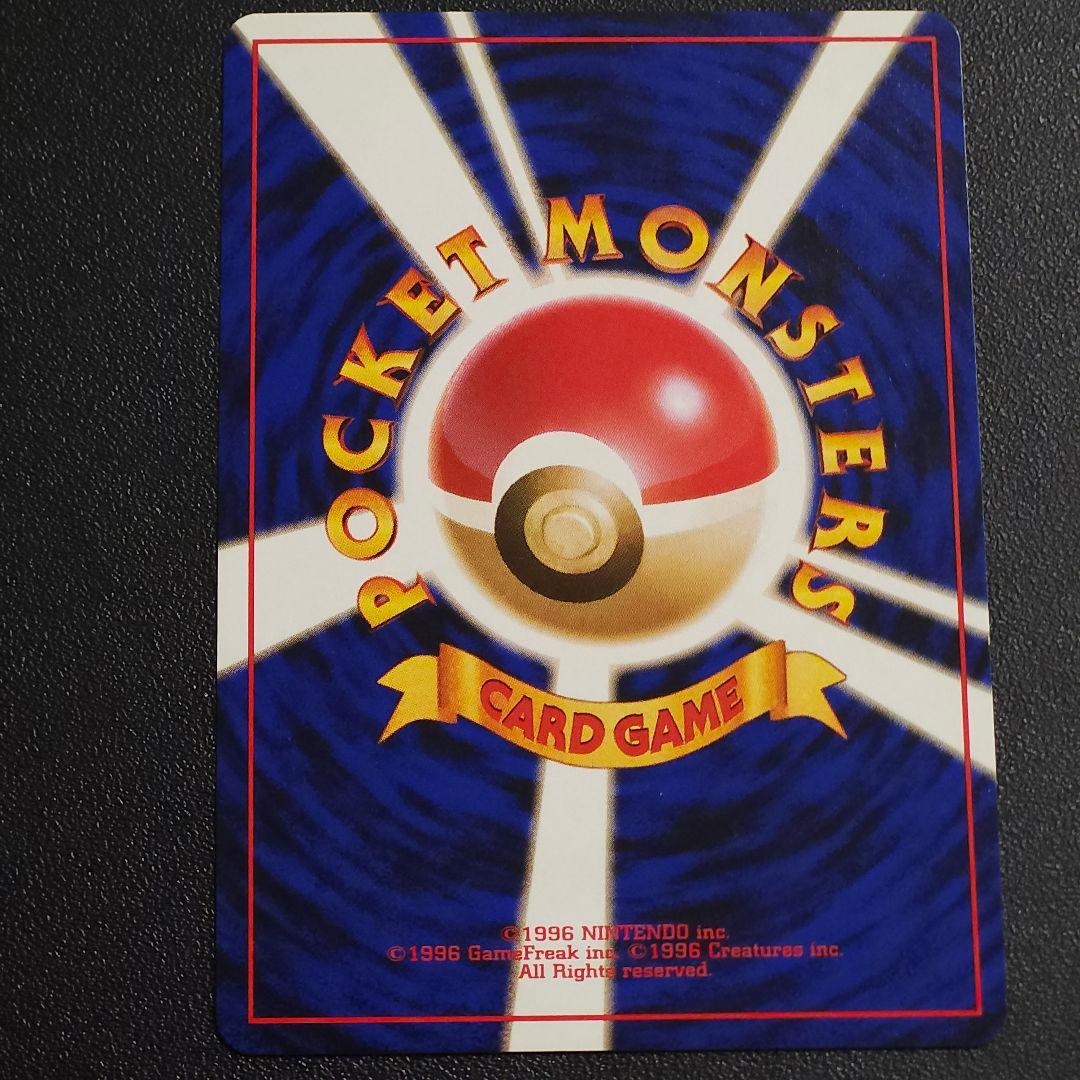 POCKET MONSTERS
CARD GAME
©1996 NINTENDO inc.
©1996 GameFreak inc. ©1996 Creatures inc.
All Rights reserved.